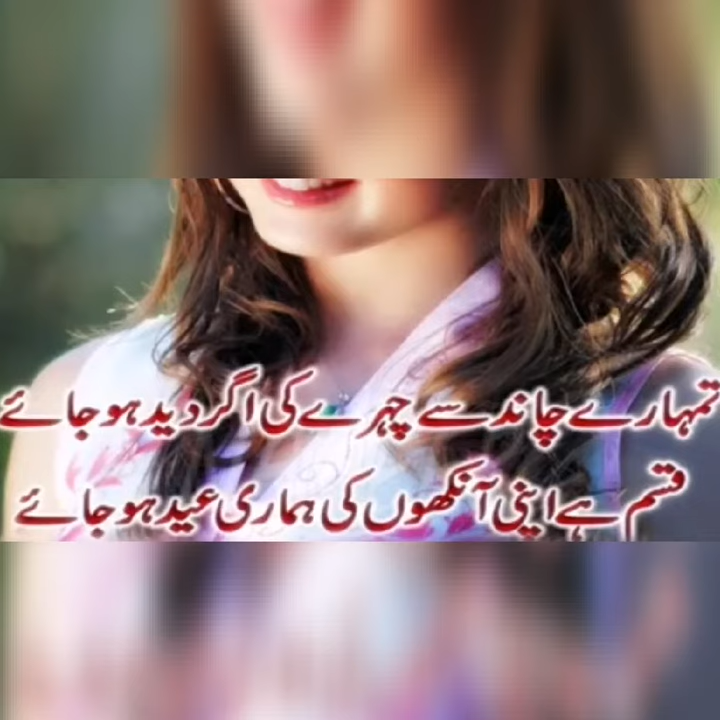 تمہارے چاند سے چہرے کی اگر دید ہو جائے
قسم ہے اپنی آنکھوں کی ہماری عید ہو جائے